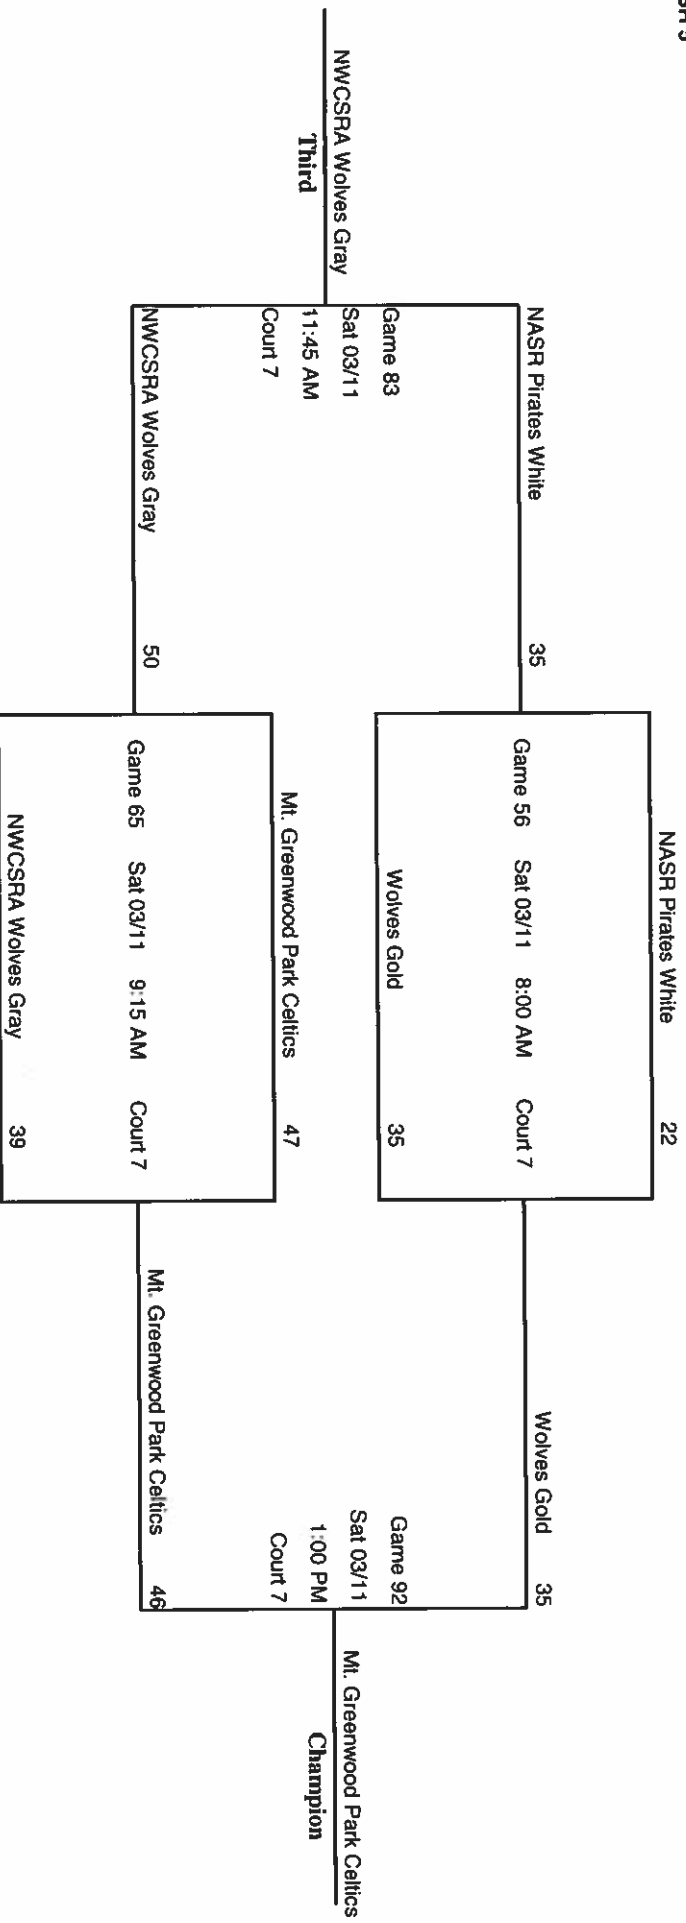 NASR Pirates White 22
Game 56 Sat 03/11 8:00 AM Court 7
Wolves Gold 35
NASR Pirates White 35
Wolves Gold 35
Game 83
Sat 03/11
11:45 AM
Court 7
NWCSRA Wolves Gray
Third
Game 92
Sat 03/11
1:00 PM
Court 7
Mt. Greenwood Park Celtics
Champion
Mt. Greenwood Park Celtics 47
NWCSRA Wolves Gray 50
Game 65 Sat 03/11 9:15 AM Court 7
Mt. Greenwood Park Celtics 46
NWCSRA Wolves Gray 39